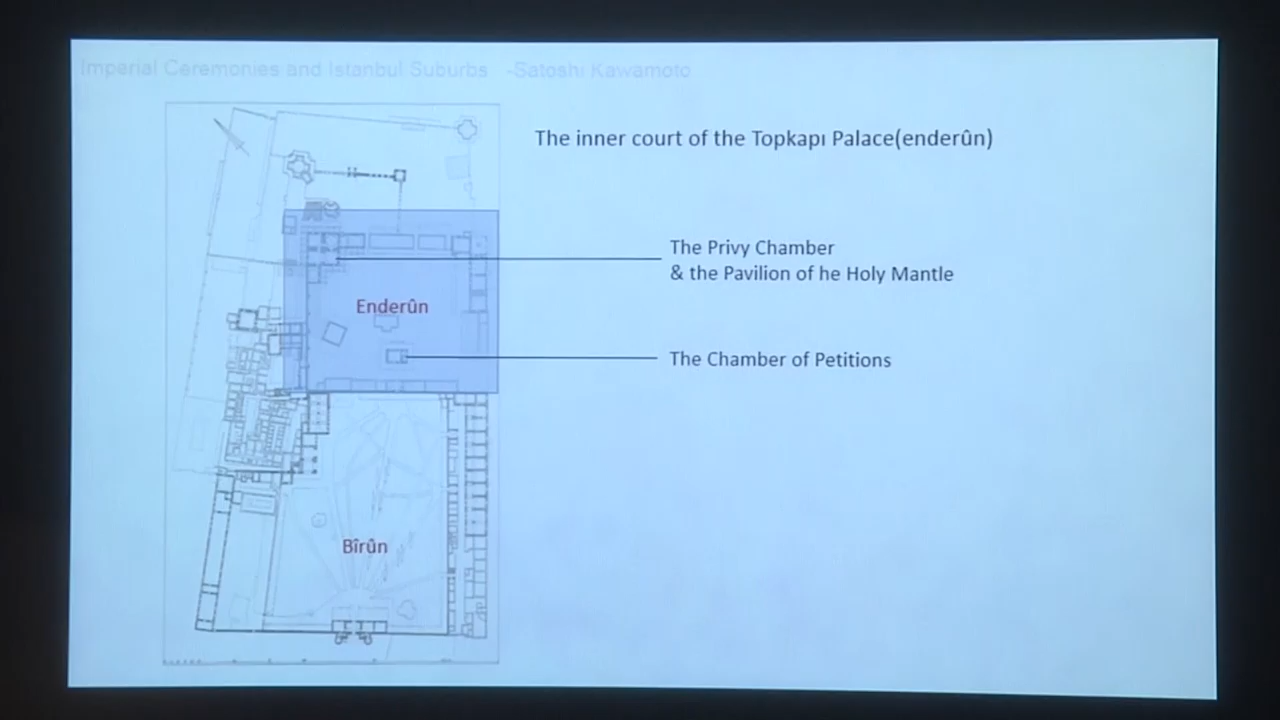 Imperial Ceremonies and Istanbul Suburbs -Satoshi Kawamoto
The inner court of the Topkapı Palace(enderûn)
The Privy Chamber
& the Pavilion of he Holy Mantle
Enderûn
The Chamber of Petitions
Bîrûn